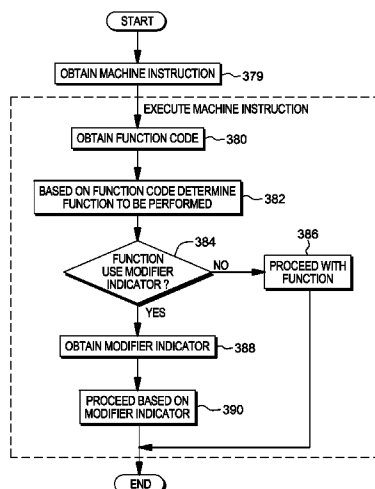 START
OBTAIN MACHINE INSTRUCTION
379
EXECUTE MACHINE INSTRUCTION
OBTAIN FUNCTION CODE
380
BASED ON FUNCTION CODE DETERMINE
FUNCTION TO BE PERFORMED
382
384
FUNCTION
USE MODIFIER
INDICATOR ?
NO
386
PROCEED WITH
FUNCTION
YES
OBTAIN MODIFIER INDICATOR
388
PROCEED BASED ON
MODIFIER INDICATOR
390
END